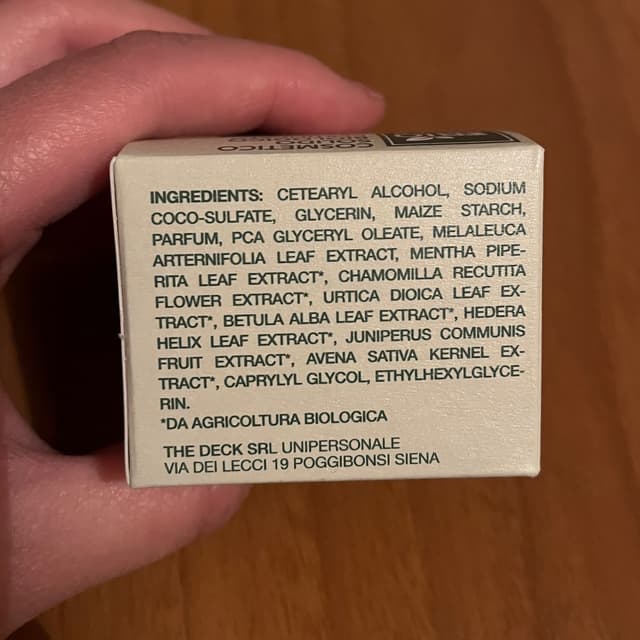 COSMETICO
INGREDIENTS: CETEARYL ALCOHOL, SODIUM
COCO-SULFATE, GLYCERIN, MAIZE STARCH,
PARFUM, PCA GLYCERYL OLEATE, MELALEUCA
ARTERNIFOLIA LEAF EXTRACT, MENTHA PIPE-
RITA LEAF EXTRACT*, CHAMOMILLA RECUTITA
FLOWER EXTRACT*, URTICA DIOICA LEAF EX-
TRACT*, BETULA ALBA LEAF EXTRACT*, HEDERA
HELIX LEAF EXTRACT*, JUNIPERUS COMMUNIS
FRUIT EXTRACT*, AVENA SATIVA KERNEL EX-
TRACT*, CAPRYLYL GLYCOL, ETHYLHEXYLGLYCE-
RIN.
*DA AGRICOLTURA BIOLOGICA
THE DECK SRL UNIPERSONALE
VIA DEI LECCI 19 POGGIBONSI SIENA